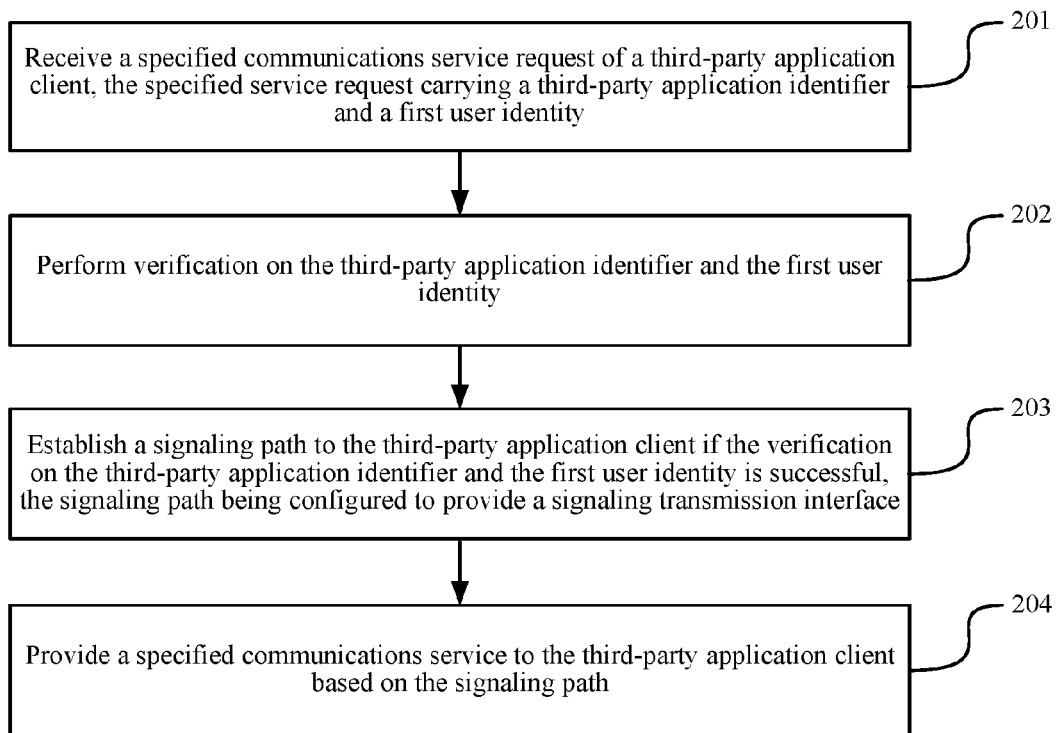 Receive a specified communications service request of a third-party application
client, the specified service request carrying a third-party application identifier
and a first user identity
201
Perform verification on the third-party application identifier and the first user
identity
202
Establish a signaling path to the third-party application client if the verification
on the third-party application identifier and the first user identity is successful,
the signaling path being configured to provide a signaling transmission interface
203
Provide a specified communications service to the third-party application client
based on the signaling path
204